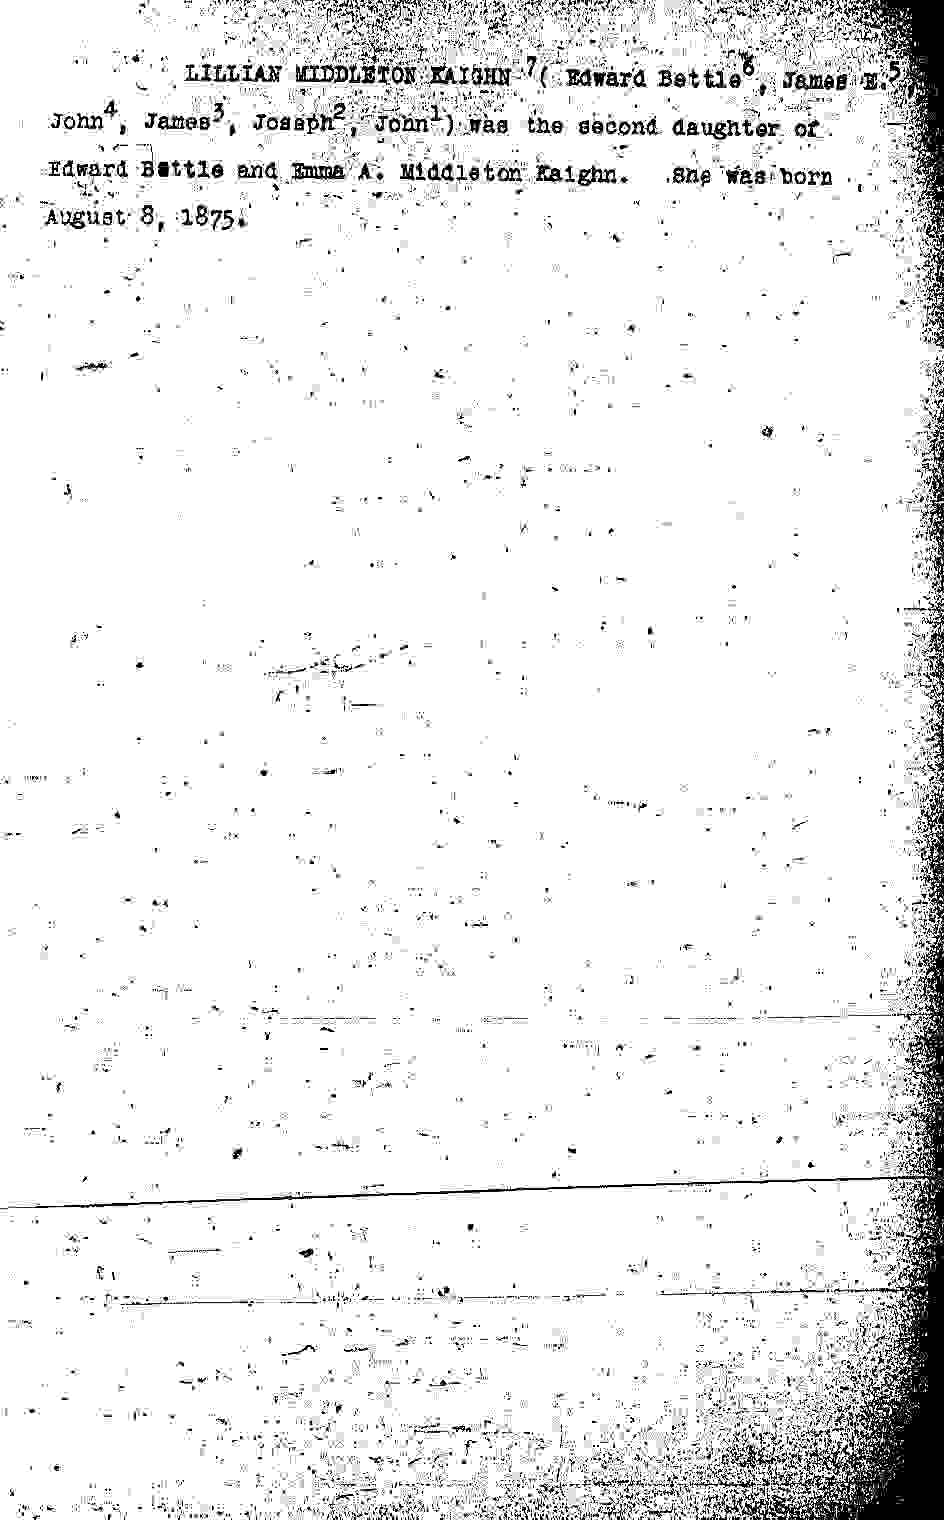 LILLIAN MIDDLETON KAIGHN ⁷( Edward Bettle⁶, James E.⁵,
John⁴, James³, Joseph², John¹) was the second daughter of
Edward Bettle and Emma A. Middleton Kaighn. She was born
August 8, 1875.